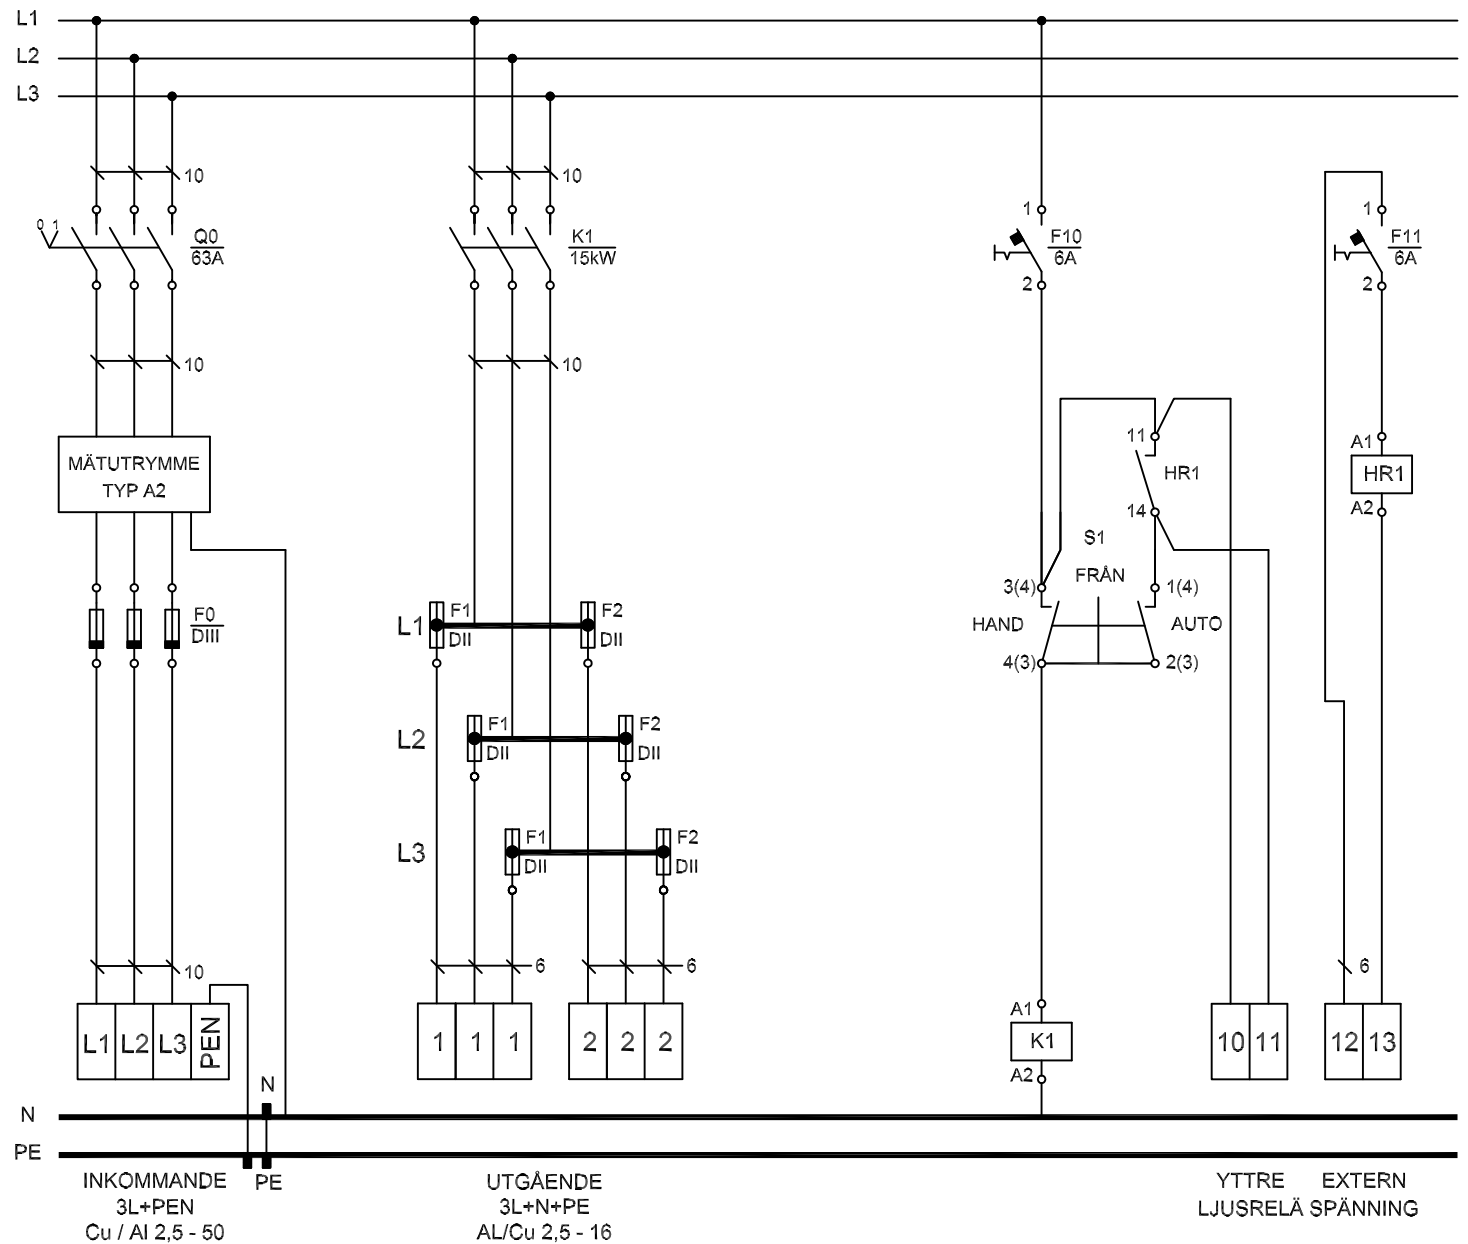 L1
L2
L3
10
10
0 1
Q0
63A
K1
15kW
1
F10
6A
2
1
F11
6A
2
10
10
MÄTUTRYMME
TYP A2
11
HR1
14
A1
HR1
A2
S1
FRÅN
3(4)
1(4)
HAND
AUTO
4(3)
2(3)
F0
DIII
L1
F1
DII
F2
DII
L2
F1
DII
F2
DII
L3
F1
DII
F2
DII
10
6
6
6
L1 L2 L3 PEN
1 1 1
2 2 2
A1
K1
A2
10 11
12 13
N
N
PE
PE
INKOMMANDE
3L+PEN
Cu / Al 2,5 - 50
UTGÅENDE
3L+N+PE
AL/Cu 2,5 - 16
YTTRE
LJUSRELÄ
EXTERN
SPÄNNING